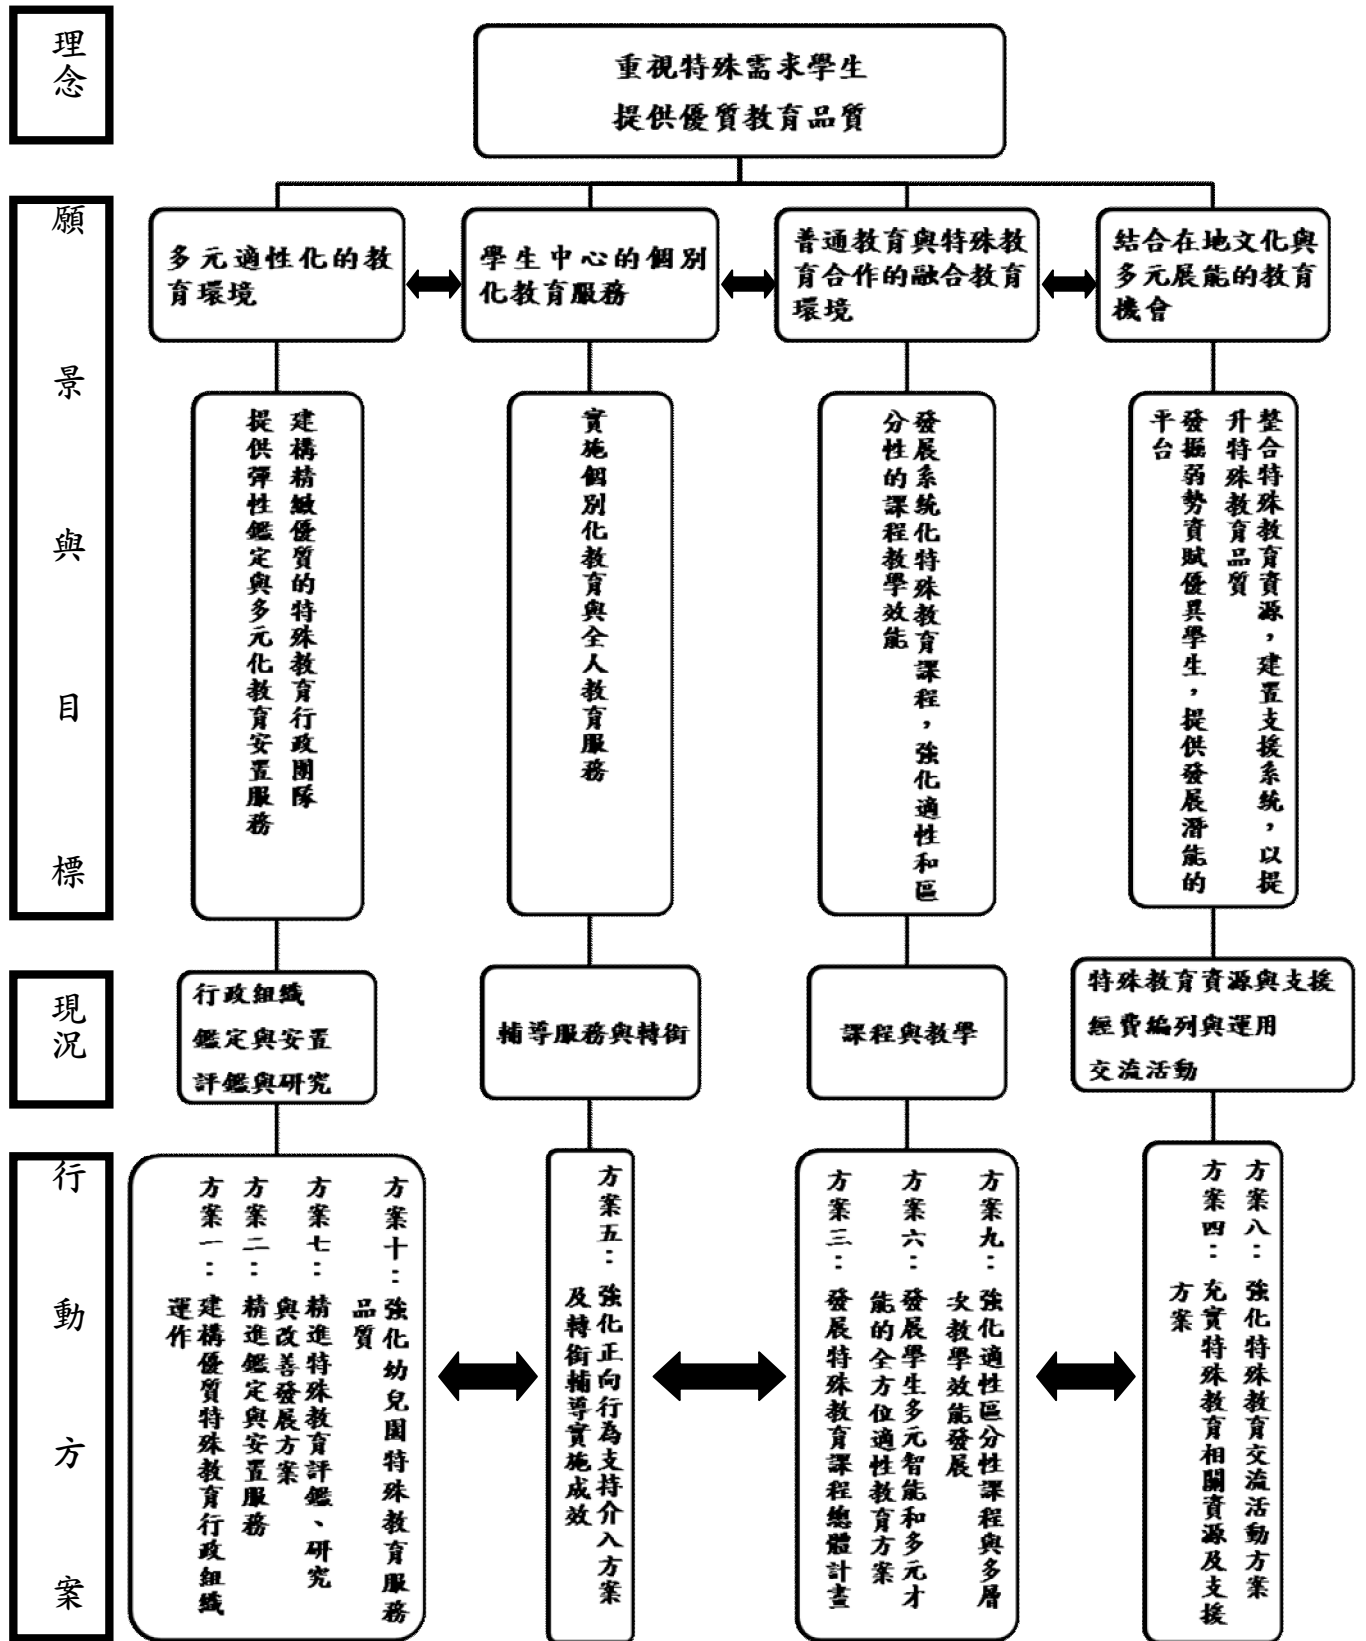 理念
重視特殊需求學生
提供優質教育品質
願景與目標
多元適性化的教
育環境
學生中心的個別
化教育服務
普通教育與特殊教
育合作的融合教育
環境
結合在地文化與
多元展能的教育
機會
建構精緻優質的特殊教育行政團隊
提供彈性鑑定與多元化教育安置服務
實施個別化教育與全人教育服務
發展系統化特殊教育課程，強化適性和區
分性的課程教學效能
整合特殊教育資源，建置支援系統，以提
升特殊教育品質
發掘弱勢資賦優異學生，提供發展潛能的
平台
現況
行政組織
鑑定與安置
評鑑與研究
輔導服務與轉銜
課程與教學
特殊教育資源與支援
經費編列與運用
交流活動
行動方案
方案十：強化幼兒園特殊教育服務
品質
方案七：精進特殊教育評鑑、研究
與改善發展方案
方案二：精進鑑定與安置服務
方案一：建構優質特殊教育行政組織
運作
方案五：強化正向行為支持介入方案
及轉銜輔導實施成效
方案九：強化適性區分性課程與多層
次教學效能發展
方案六：發展學生多元智能和多元才
能的全方位適性教育方案
方案三：發展特殊教育課程總體計畫
方案八：強化特殊教育交流活動方案
方案四：充實特殊教育相關資源及支援
方案